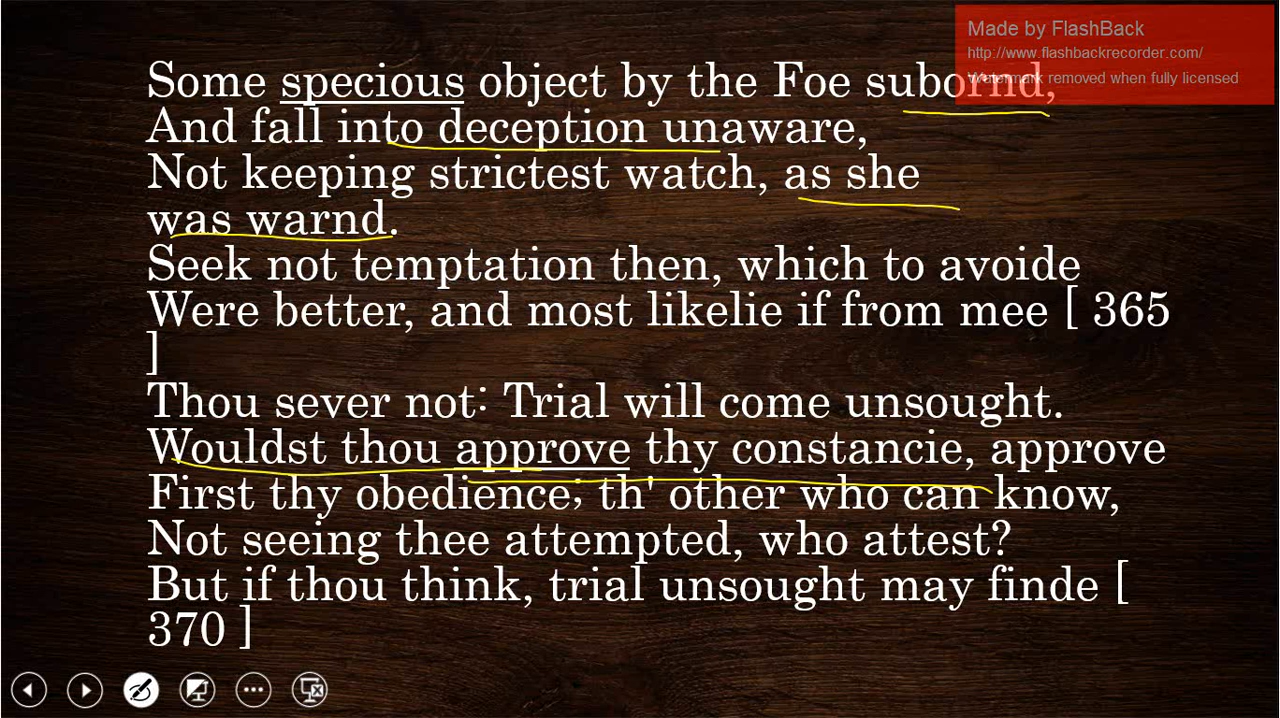 Made by FlashBack
http://www.flashbackrecorder.com/
Watermark removed when fully licensed
Some specious object by the Foe subornd,
And fall into deception unaware,
Not keeping strictest watch, as she
was warnd.
Seek not temptation then, which to avoide
Were better, and most likelie if from mee [ 365
]
Thou sever not: Trial will come unsought.
Wouldst thou approve thy constancie, approve
First thy obedience; th' other who can know,
Not seeing thee attempted, who attest?
But if thou think, trial unsought may finde [
370 ]